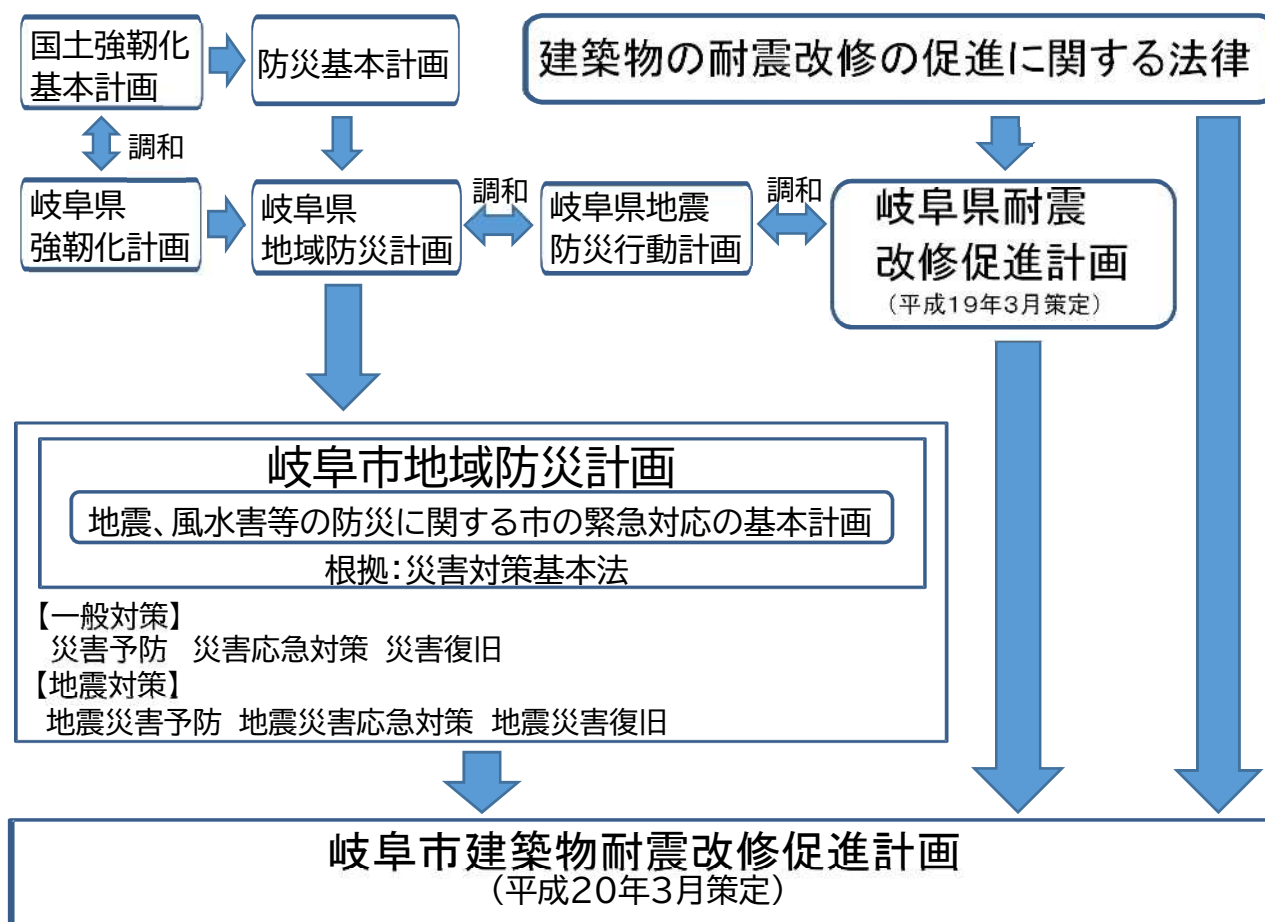 国土強靭化
基本計画
防災基本計画
建築物の耐震改修の促進に関する法律
調和
岐阜県
強靭化計画
岐阜県
地域防災計画
調和
岐阜県地震
防災行動計画
調和
岐阜県耐震
改修促進計画
（平成19年3月策定）
岐阜市地域防災計画
地震、風水害等の防災に関する市の緊急対応の基本計画
根拠：災害対策基本法
【一般対策】
災害予防 災害応急対策 災害復旧
【地震対策】
地震災害予防 地震災害応急対策 地震災害復旧
岐阜市建築物耐震改修促進計画
（平成20年3月策定）